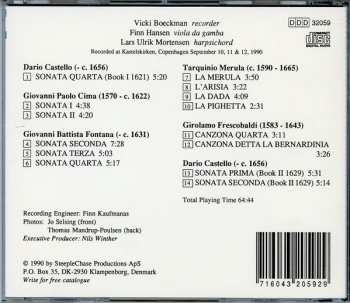 Vicki Boeckman recorder
Finn Hansen viola da gamba
Lars Ulrik Mortensen harpsichord
Recorded at Kastelskirken, Copenhagen September 10, 11 & 12, 1990
DDD 32059
COMPACT
disc
DIGITAL AUDIO
Dario Castello (- c. 1656)
1 SONATA QUARTA (Book I 1621) 5:20
Giovanni Paolo Cima (1570 - c. 1622)
2 SONATA I 4:38
3 SONATA II 4:20
Giovanni Battista Fontana (- c. 1631)
4 SONATA SECONDA 7:28
5 SONATA TERZO 5:03
6 SONATA QUARTA 5:17
Tarquinio Merula (c. 1590 - 1665)
7 LA MERULA 3:50
8 L'ARISIA 3:22
9 LA DADA 4:09
10 LA PIGHETTA 2:31
Girolamo Frescobaldi (1583 - 1643)
11 CANZONA QUARTA 3:11
12 CANZONA DETTA LA BERNARDINIA
3:26
Dario Castello (- c. 1656)
13 SONATA PRIMA (Book II 1629) 5:51
14 SONATA SECONDA (Book II 1629) 5:14
Total Playing Time 64:44
Recording Engineer: Finn Kaufmanas
Photos: Jo Selsing (front)
Thomas Mandrup-Poulsen (back)
Executive Producer: Nils Winther
© 1990 by SteepleChase Productions ApS
P.O. Box 35, DK-2930 Klampenborg, Denmark
Write for free catalogue
716043 205929